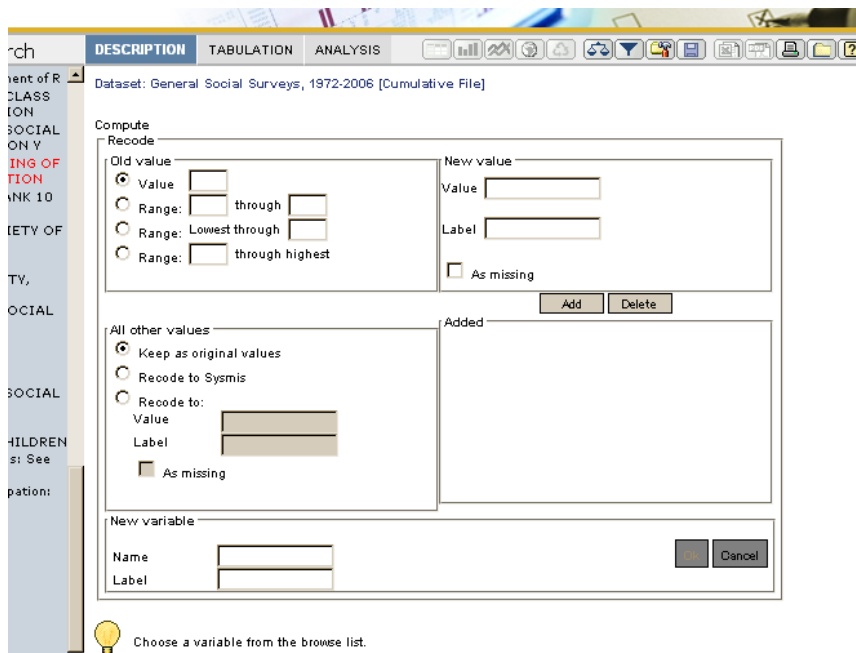 rch
DESCRIPTION TABULATION ANALYSIS
nent of R
CLASS
ION
SOCIAL
ON Y
ING OF
TION
ANK 10
IETY OF
TY,
OCIAL
SOCIAL
HILDREN
s: See
pation:
Dataset: General Social Surveys, 1972-2006 [Cumulative File]
Compute
Recode
Old value
Value
Range: through
Range: Lowest through
Range: through highest
New value
Value
Label
As missing
Add Delete
All other values
Keep as original values
Recode to Sysmis
Recode to:
Value
Label
As missing
Added
New variable
Name
Label
Ok Cancel
Choose a variable from the browse list.